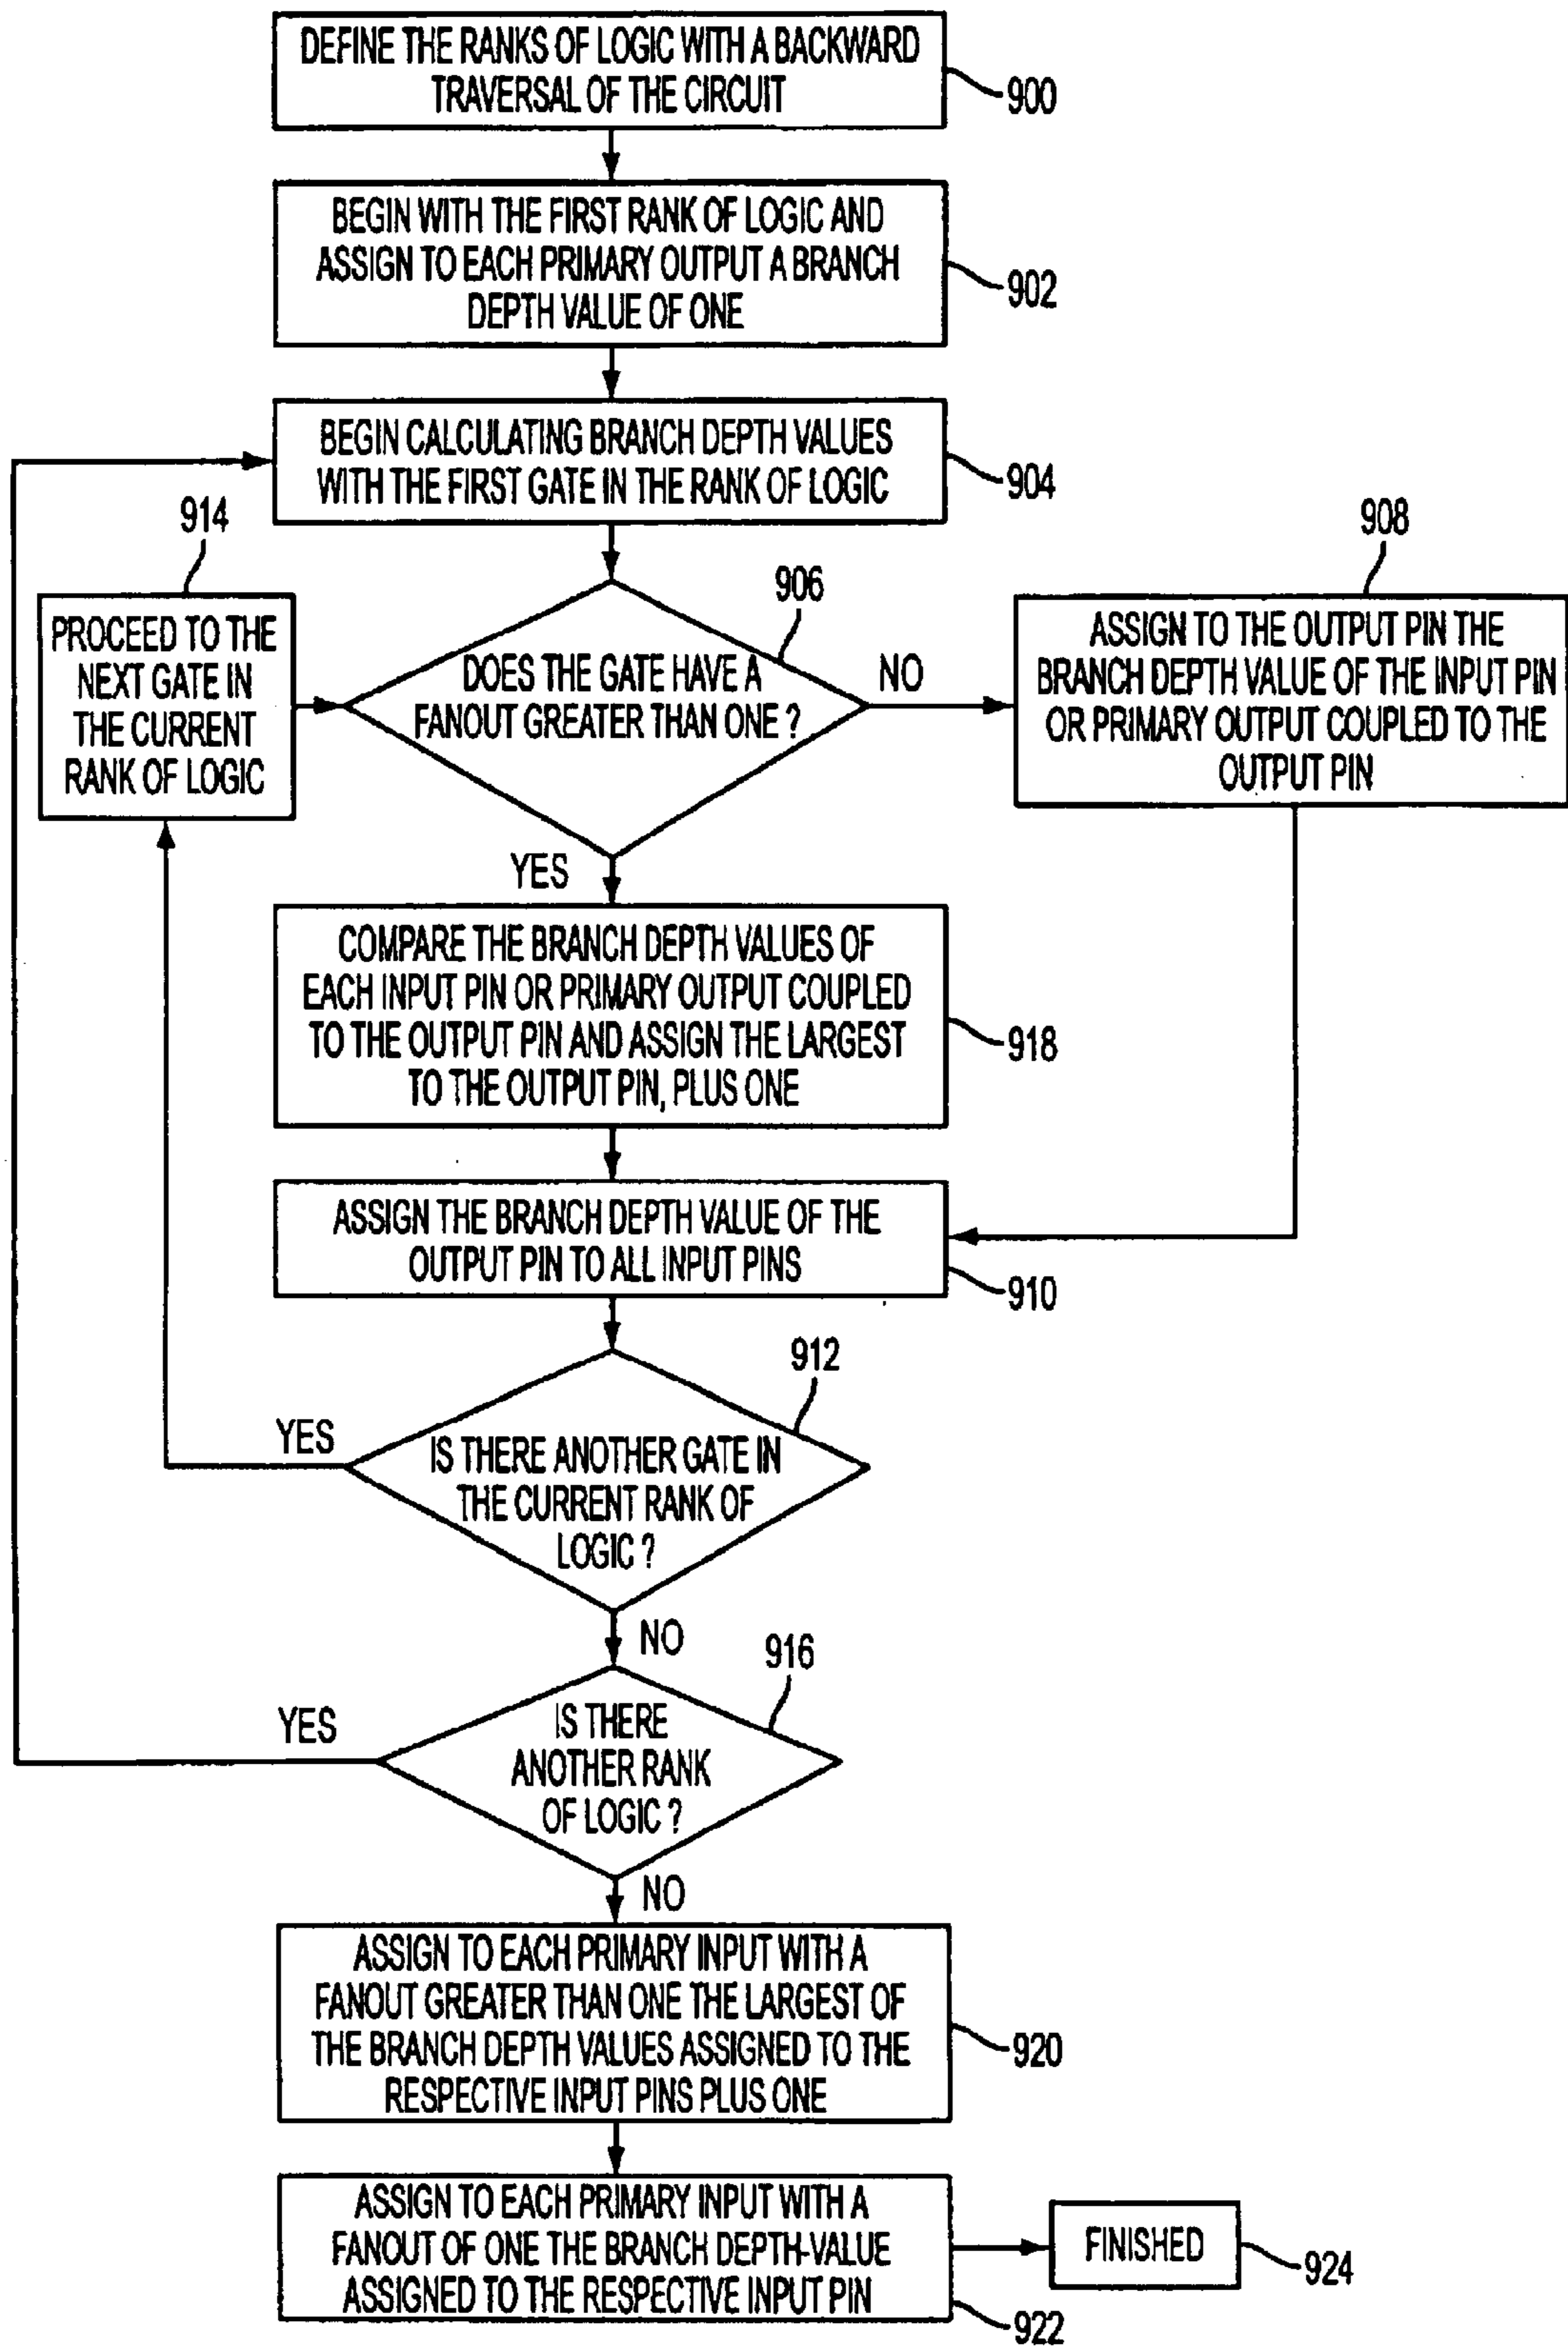 DEFINE THE RANKS OF LOGIC WITH A BACKWARD
TRAVERSAL OF THE CIRCUIT
900
BEGIN WITH THE FIRST RANK OF LOGIC AND
ASSIGN TO EACH PRIMARY OUTPUT A BRANCH
DEPTH VALUE OF ONE
902
BEGIN CALCULATING BRANCH DEPTH VALUES
WITH THE FIRST GATE IN THE RANK OF LOGIC
904
914
PROCEED TO THE
NEXT GATE IN
THE CURRENT
RANK OF LOGIC
906
DOES THE GATE HAVE A
FANOUT GREATER THAN ONE ?
NO
908
ASSIGN TO THE OUTPUT PIN THE
BRANCH DEPTH VALUE OF THE INPUT PIN
OR PRIMARY OUTPUT COUPLED TO THE
OUTPUT PIN
YES
COMPARE THE BRANCH DEPTH VALUES OF
EACH INPUT PIN OR PRIMARY OUTPUT COUPLED
TO THE OUTPUT PIN AND ASSIGN THE LARGEST
TO THE OUTPUT PIN, PLUS ONE
918
ASSIGN THE BRANCH DEPTH VALUE OF THE
OUTPUT PIN TO ALL INPUT PINS
910
912
YES
IS THERE ANOTHER GATE IN
THE CURRENT RANK OF
LOGIC ?
NO
916
YES
IS THERE
ANOTHER RANK
OF LOGIC ?
NO
ASSIGN TO EACH PRIMARY INPUT WITH A
FANOUT GREATER THAN ONE THE LARGEST OF
THE BRANCH DEPTH VALUES ASSIGNED TO THE
RESPECTIVE INPUT PINS PLUS ONE
920
ASSIGN TO EACH PRIMARY INPUT WITH A
FANOUT OF ONE THE BRANCH DEPTH-VALUE
ASSIGNED TO THE RESPECTIVE INPUT PIN
922
FINISHED
924